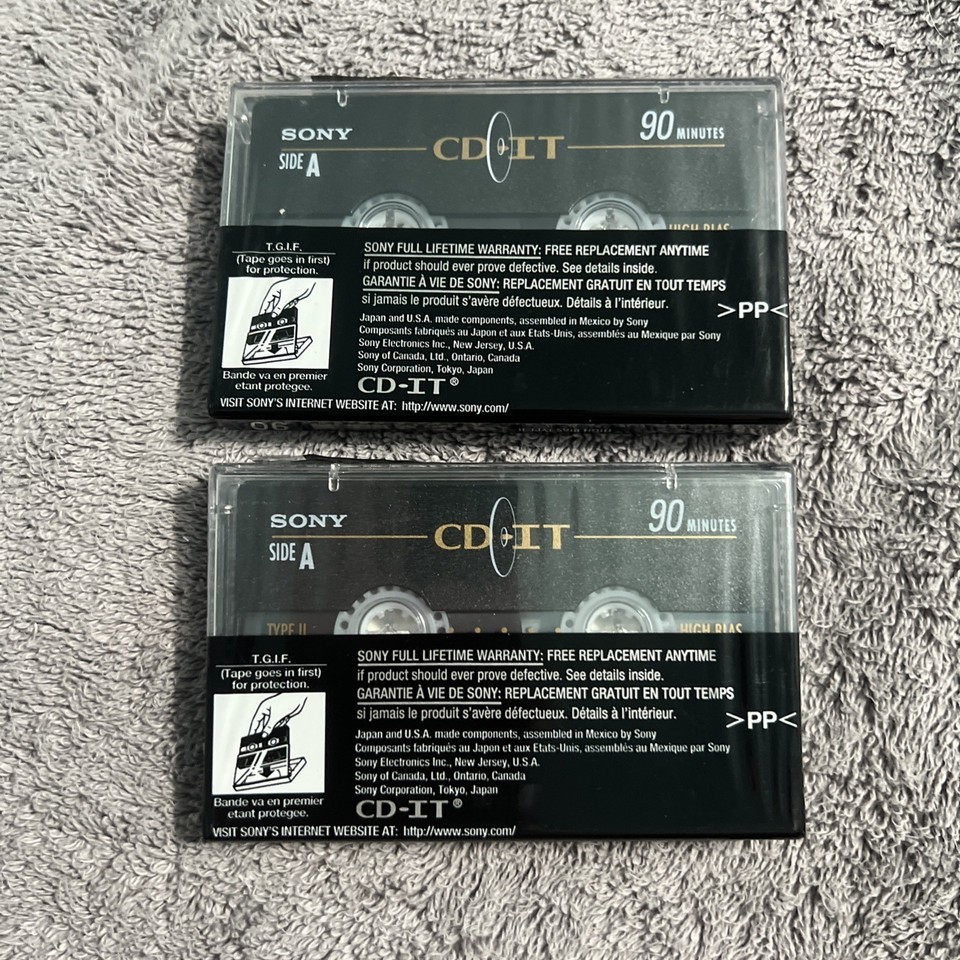 SONY
SIDE A
CD-IT
90 MINUTES
HIGH BIAS
T.G.I.F.
(Tape goes in first)
for protection.
Bande va en premier
etant protegee.
SONY FULL LIFETIME WARRANTY: FREE REPLACEMENT ANYTIME
if product should ever prove defective. See details inside.
GARANTIE À VIE DE SONY: REPLACEMENT GRATUIT EN TOUT TEMPS
si jamais le produit s'avère défectueux. Détails à l'intérieur.
>PP<
Japan and U.S.A. made components, assembled in Mexico by Sony
Composants fabriqués au Japon et aux Etats-Unis, assemblés au Mexique par Sony
Sony Electronics Inc., New Jersey, U.S.A.
Sony of Canada, Ltd., Ontario, Canada
Sony Corporation, Tokyo, Japan
CD-IT®
VISIT SONY'S INTERNET WEBSITE AT: http://www.sony.com/
90
SONY
SIDE A
CD-IT
90 MINUTES
TYPE II
HIGH BIAS
T.G.I.F.
(Tape goes in first)
for protection.
Bande va en premier
etant protegee.
SONY FULL LIFETIME WARRANTY: FREE REPLACEMENT ANYTIME
if product should ever prove defective. See details inside.
GARANTIE À VIE DE SONY: REPLACEMENT GRATUIT EN TOUT TEMPS
si jamais le produit s'avère défectueux. Détails à l'intérieur.
>PP<
Japan and U.S.A. made components, assembled in Mexico by Sony
Composants fabriqués au Japon et aux Etats-Unis, assemblés au Mexique par Sony
Sony Electronics Inc., New Jersey, U.S.A.
Sony of Canada, Ltd., Ontario, Canada
Sony Corporation, Tokyo, Japan
CD-IT®
VISIT SONY'S INTERNET WEBSITE AT: http://www.sony.com/